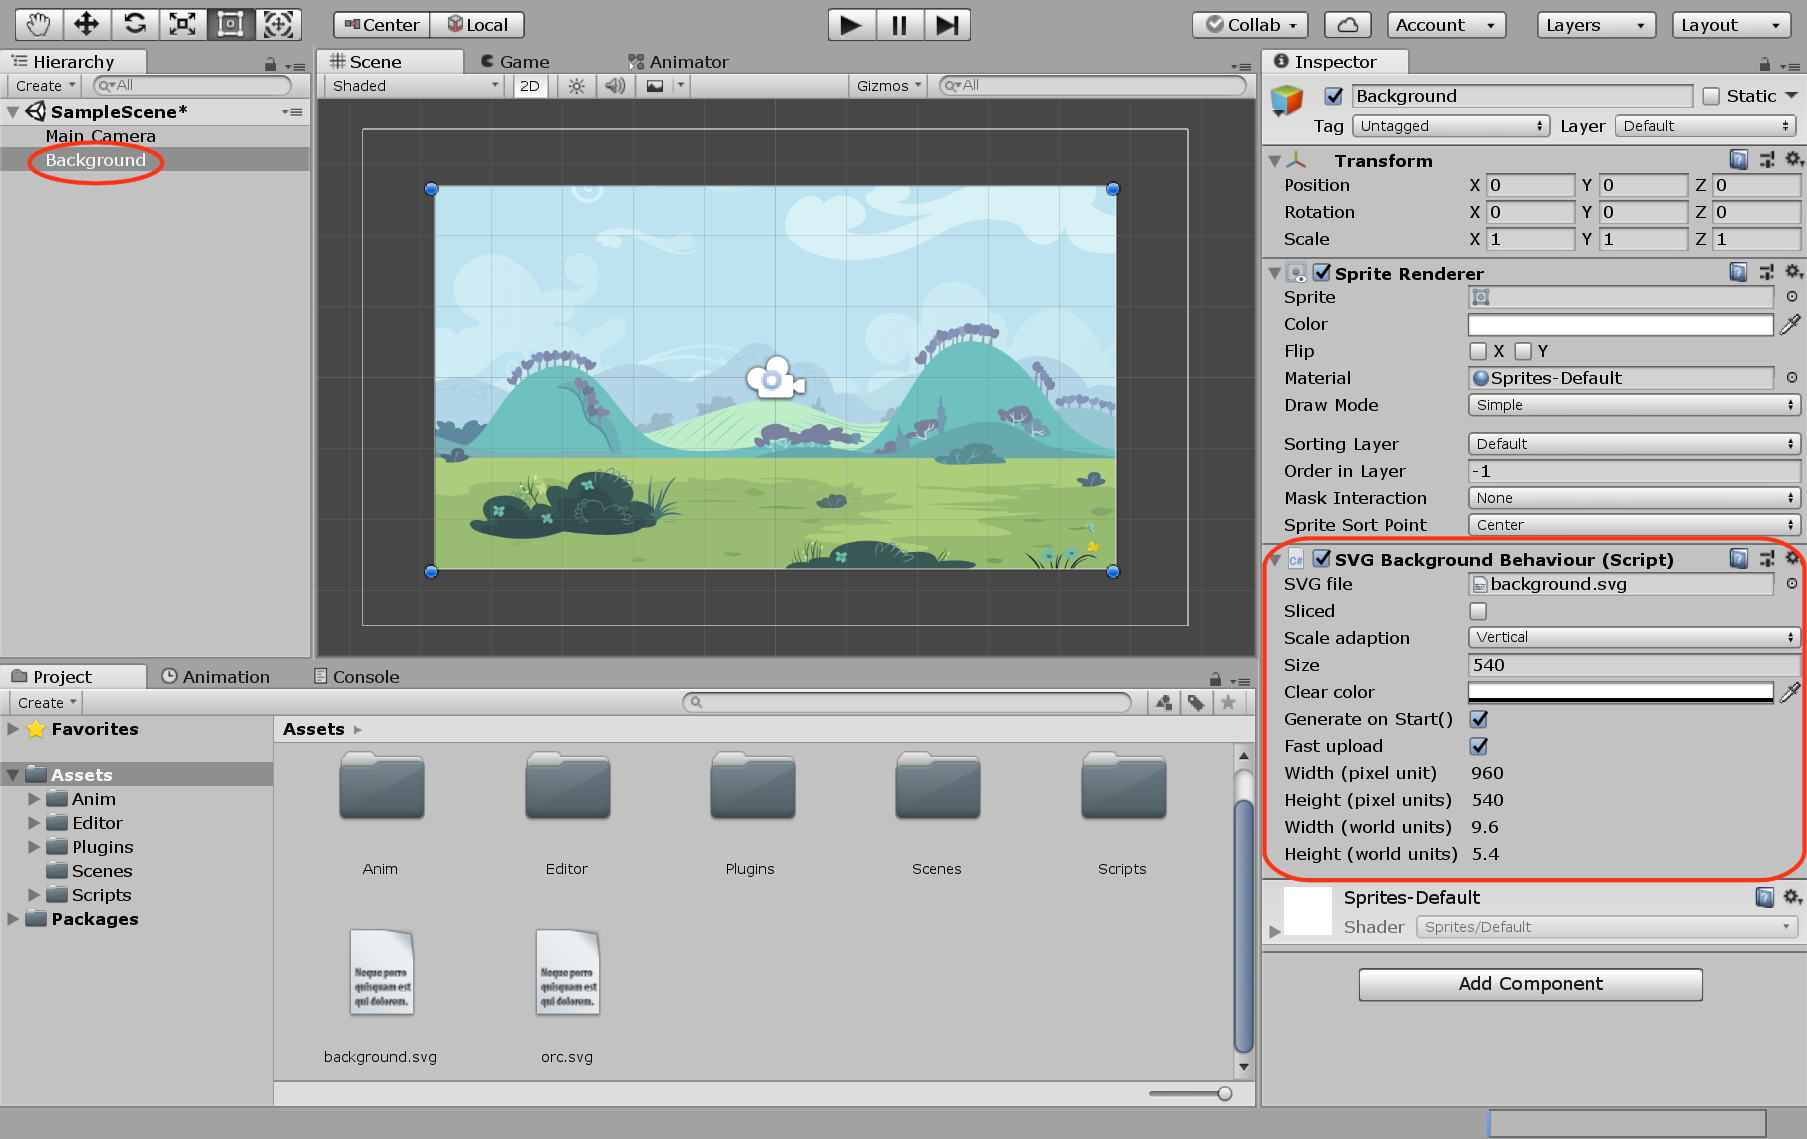 Center Local Collab Account Layers Layout
Hierarchy
Create All
SampleScene*
Main Camera
Background
Scene Game Animator
Shaded 2D Gizmos All
Inspector
Background Static
Tag Untagged Layer Default
Transform
Position X 0 Y 0 Z 0
Rotation X 0 Y 0 Z 0
Scale X 1 Y 1 Z 1
Sprite Renderer
Sprite
Color
Flip X Y
Material Sprites-Default
Draw Mode Simple
Sorting Layer Default
Order in Layer -1
Mask Interaction None
Sprite Sort Point Center
C# SVG Background Behaviour (Script)
SVG file background.svg
Sliced
Scale adaption Vertical
Size 540
Clear color
Generate on Start()
Fast upload
Width (pixel unit) 960
Height (pixel units) 540
Width (world units) 9.6
Height (world units) 5.4
Sprites-Default
Shader Sprites/Default
Add Component
Project Animation Console
Create
Favorites
Assets
Anim
Editor
Plugins
Scenes
Scripts
Packages
Assets
Anim Editor Plugins Scenes Scripts
Neque porro
quisquam est
qui dolorem.
background.svg
Neque porro
quisquam est
qui dolorem.
orc.svg